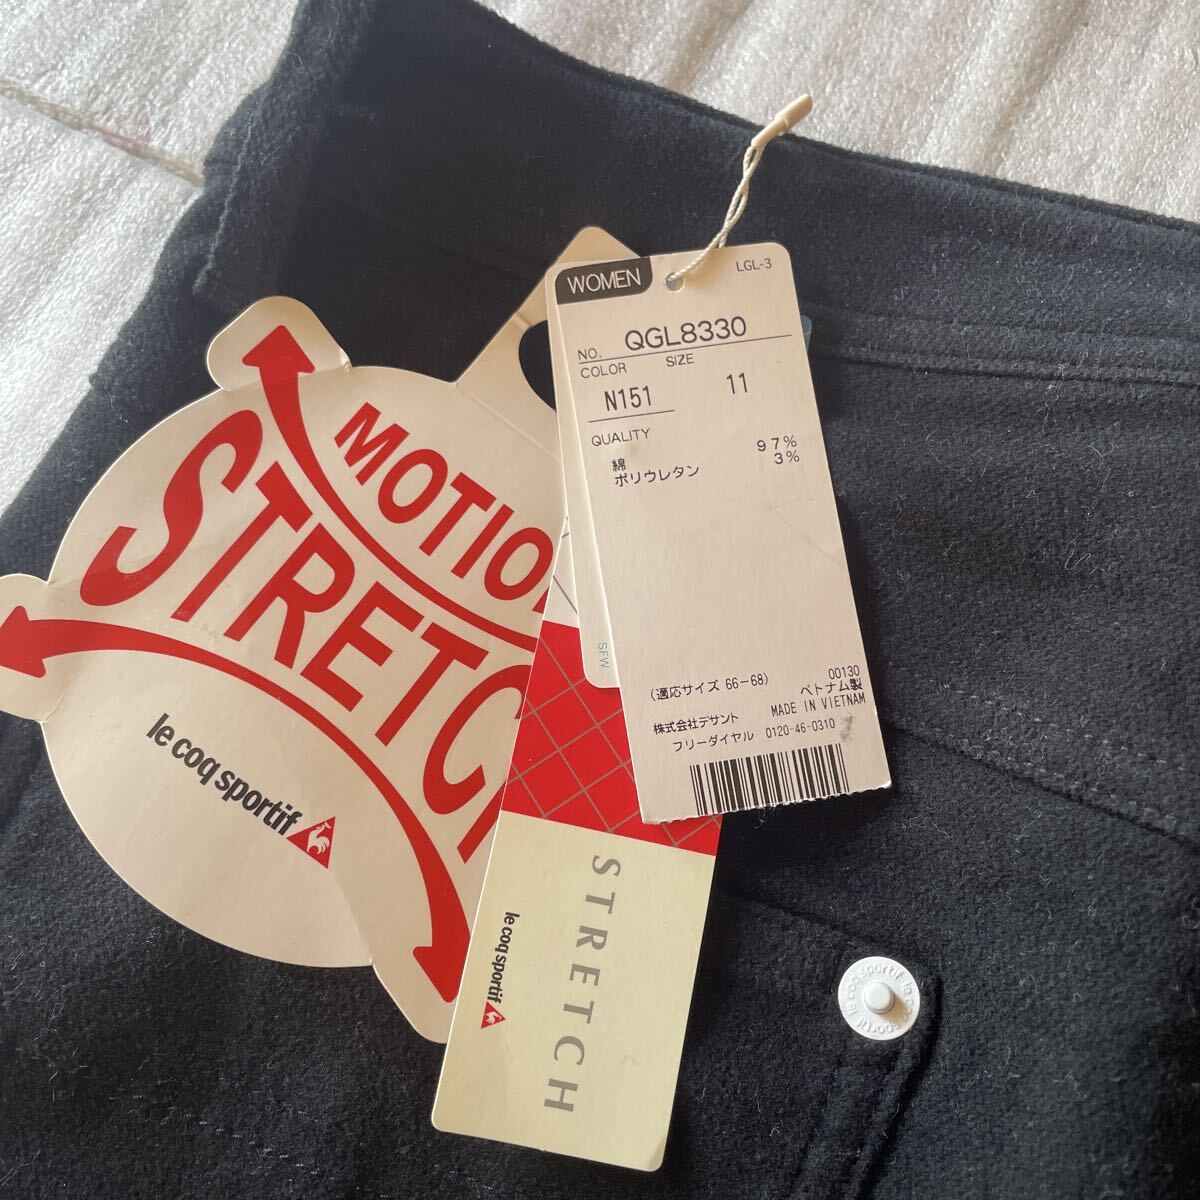 WOMEN
LGL-3
NO. QGL8330
COLOR SIZE
N151 11
QUALITY
綿 97%
ポリウレタン 3%
(適応サイズ 66-68)
00130
ベトナム製
MADE IN VIETNAM
株式会社デサント
フリーダイヤル 0120-46-0310
MOTIO
STRETC
le coq sportif
SFW
STRETCH
le coq sportif
le coq sportif